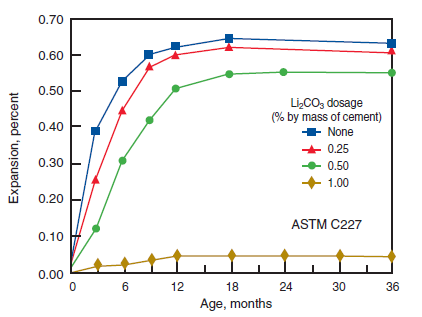 0.70
0.60
0.50
0.40
0.30
0.20
0.10
0.00
Expansion, percent
Li₂CO₃ dosage
(% by mass of cement)
None
0.25
0.50
1.00
ASTM C227
0 6 12 18 24 30 36
Age, months